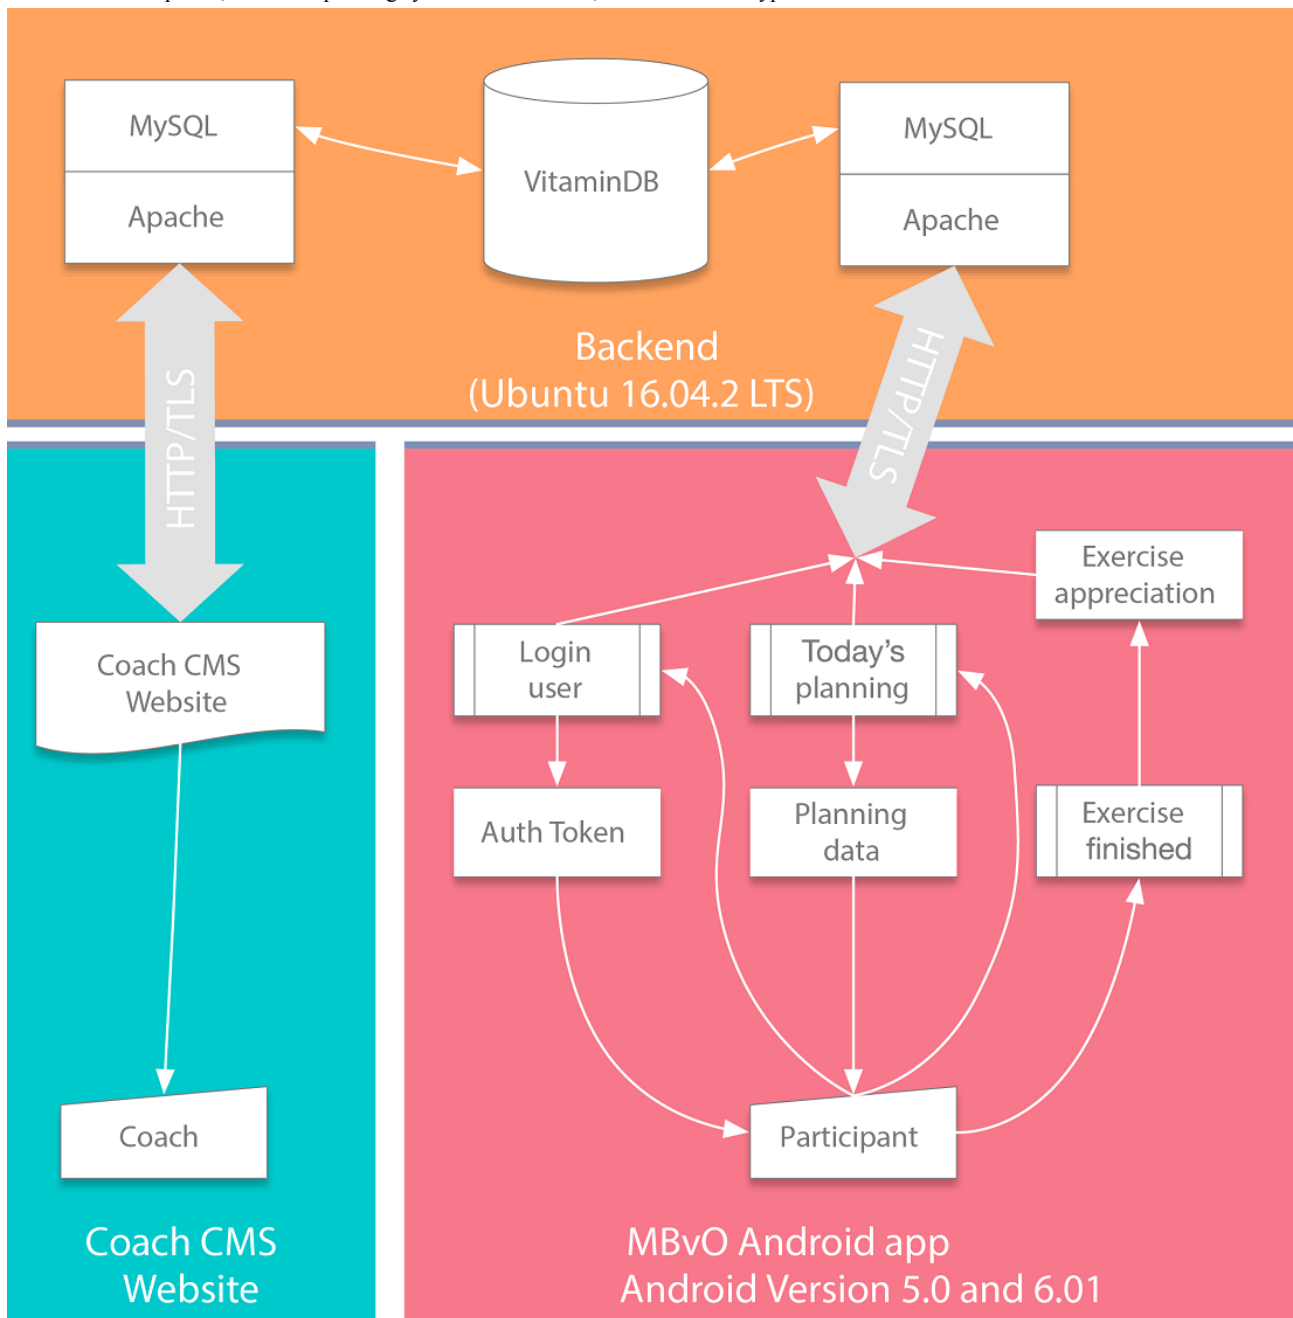 MySQL
Apache
VitaminDB
MySQL
Apache
Backend
(Ubuntu 16.04.2 LTS)
HTTP/TLS
HTTP/TLS
Coach CMS
Website
Coach
Coach CMS
Website
Exercise
appreciation
Login
user
Today's
planning
Auth Token
Planning
data
Exercise
finished
Participant
MBvO Android app
Android Version 5.0 and 6.01